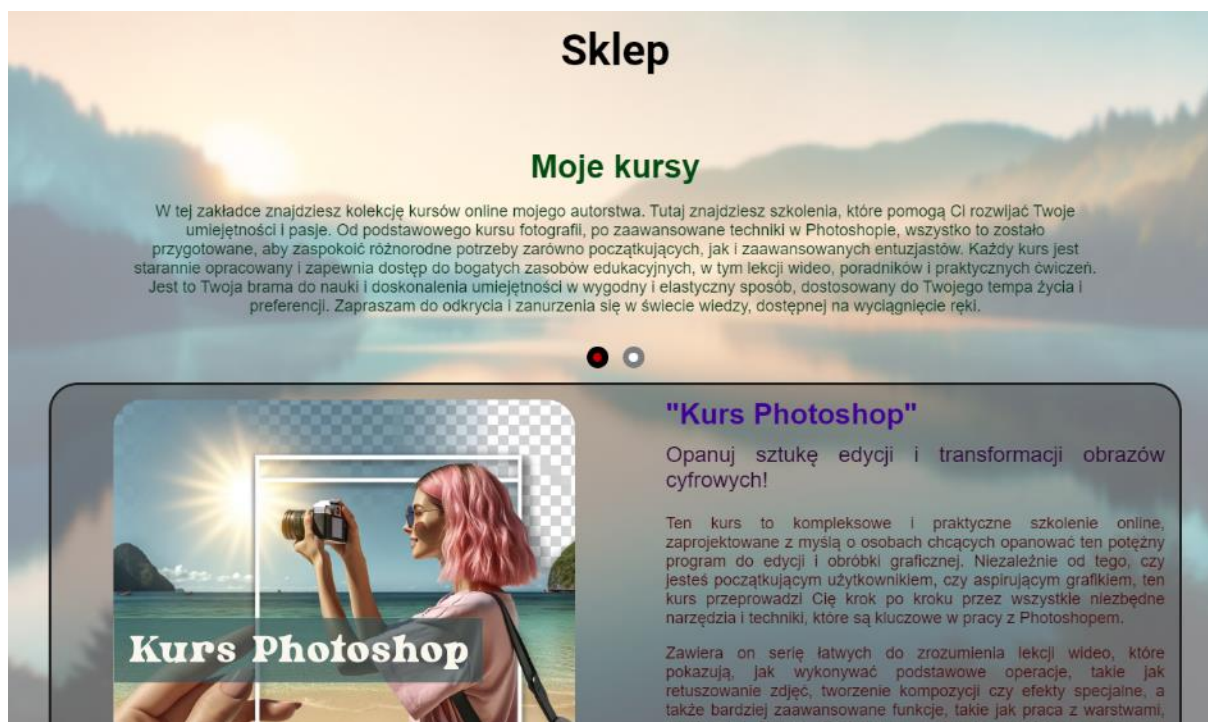 Sklep
Moje kursy
W tej zakładce znajdziesz kolekcję kursów online mojego autorstwa. Tutaj znajdziesz szkolenia, które pomogą Ci rozwijać Twoje
umiejętności i pasje. Od podstawowego kursu fotografii, po zaawansowane techniki w Photoshopie, wszystko to zostało
przygotowane, aby zaspokoić różnorodne potrzeby zarówno początkujących, jak i zaawansowanych entuzjastów. Każdy kurs jest
starannie opracowany i zapewnia dostęp do bogatych zasobów edukacyjnych, w tym lekcji wideo, poradników i praktycznych ćwiczeń.
Jest to Twoja brama do nauki i doskonalenia umiejętności w wygodny i elastyczny sposób, dostosowany do Twojego tempa życia i
preferencji. Zapraszam do odkrycia i zanurzenia się w świecie wiedzy, dostępnej na wyciągnięcie ręki.
Kurs Photoshop
"Kurs Photoshop"
Opanuj sztukę edycji i transformacji obrazów
cyfrowych!
Ten kurs to kompleksowe i praktyczne szkolenie online,
zaprojektowane z myślą o osobach chcących opanować ten potężny
program do edycji i obróbki graficznej. Niezależnie od tego, czy
jesteś początkującym użytkownikiem, czy aspirującym grafikiem, ten
kurs przeprowadzi Cię krok po kroku przez wszystkie niezbędne
narzędzia i techniki, które są kluczowe w pracy z Photoshopem.
Zawiera on serię łatwych do zrozumienia lekcji wideo, które
pokazują, jak wykonywać podstawowe operacje, takie jak
retuszowanie zdjęć, tworzenie kompozycji czy efekty specjalne, a
także bardziej zaawansowane funkcje, takie jak praca z warstwami,